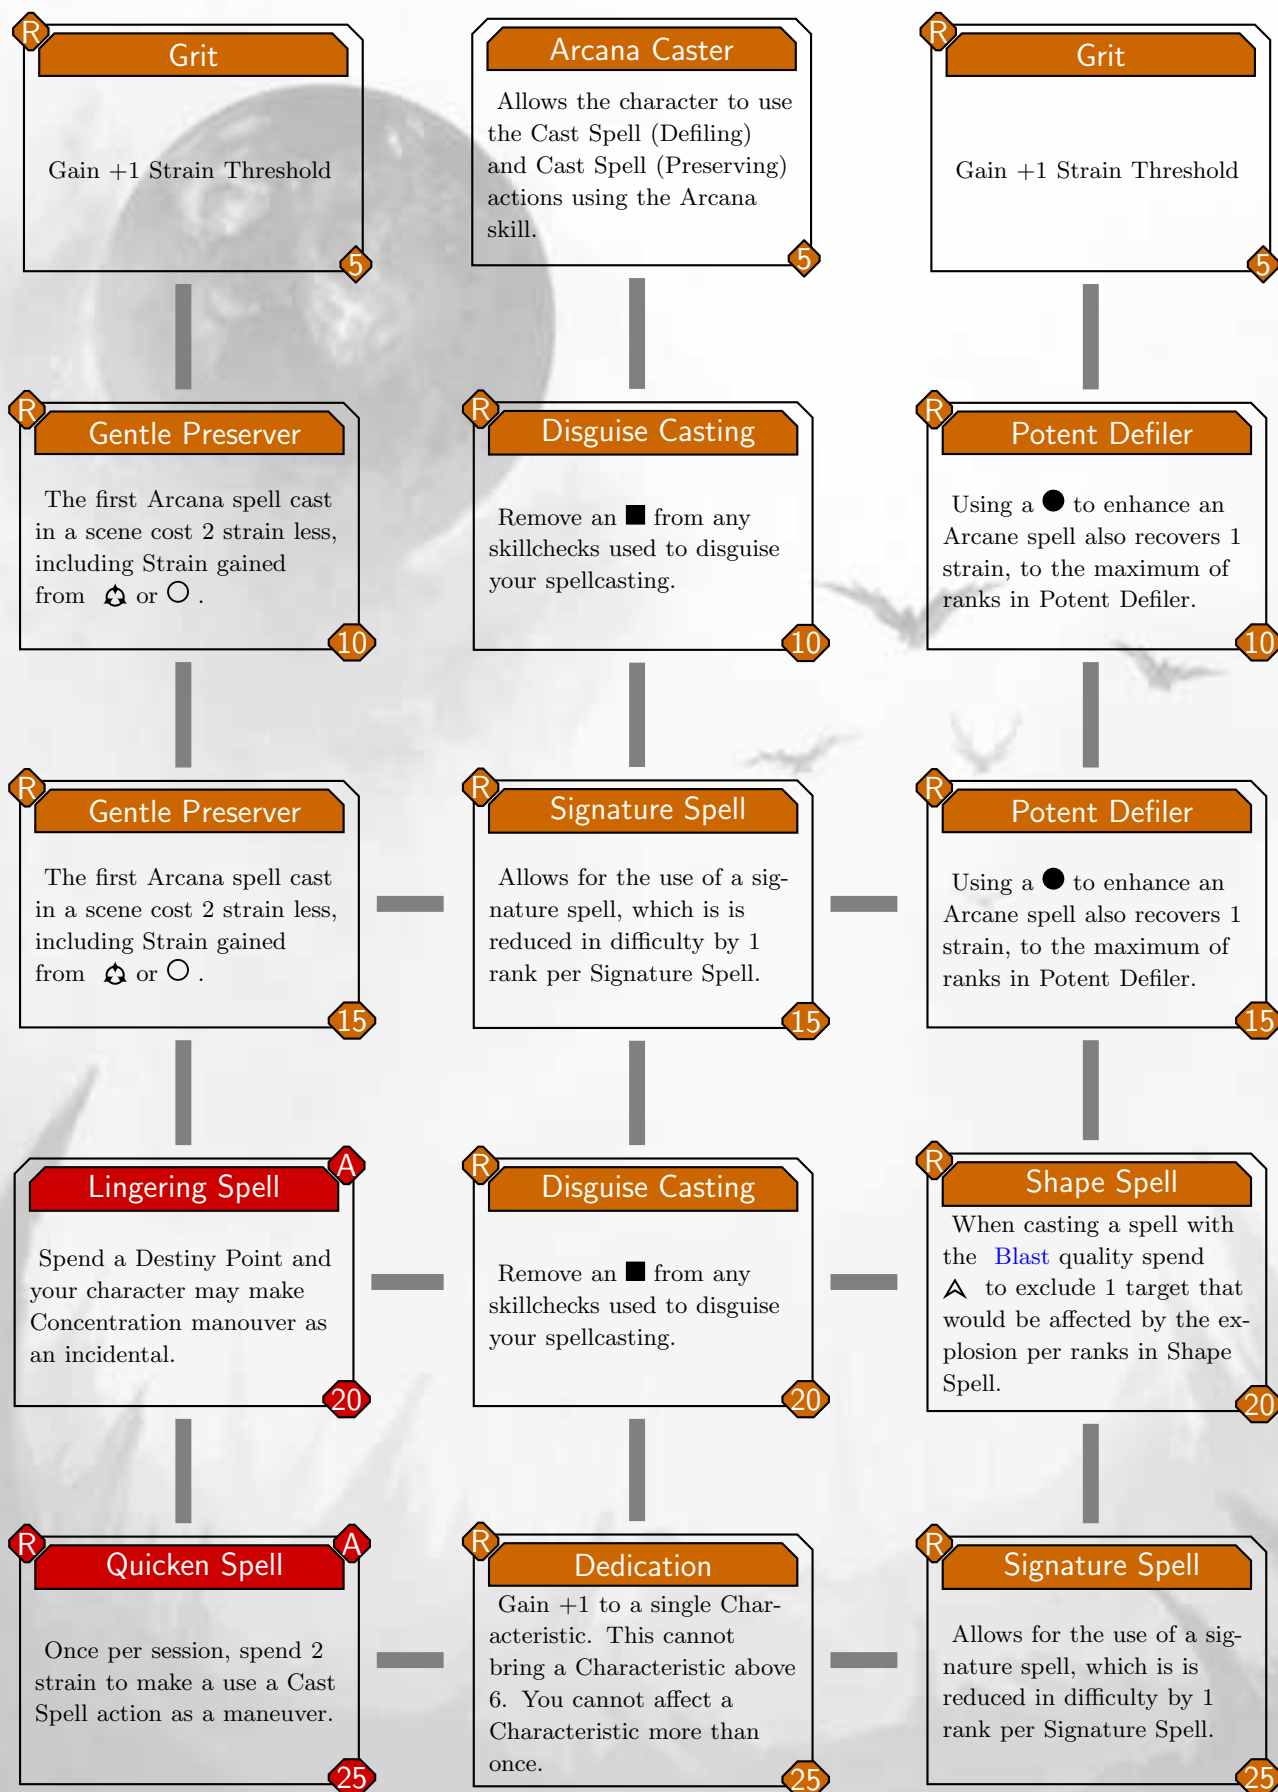 R
Grit
Gain +1 Strain Threshold
5
Arcana Caster
Allows the character to use
the Cast Spell (Defiling)
and Cast Spell (Preserving)
actions using the Arcana
skill.
5
R
Grit
Gain +1 Strain Threshold
5
R
Gentle Preserver
The first Arcana spell cast
in a scene cost 2 strain less,
including Strain gained
from or .
10
R
Disguise Casting
Remove an ■ from any
skillchecks used to disguise
your spellcasting.
10
R
Potent Defiler
Using a ● to enhance an
Arcane spell also recovers 1
strain, to the maximum of
ranks in Potent Defiler.
10
R
Gentle Preserver
The first Arcana spell cast
in a scene cost 2 strain less,
including Strain gained
from or .
15
R
Signature Spell
Allows for the use of a sig-
nature spell, which is is
reduced in difficulty by 1
rank per Signature Spell.
15
R
Potent Defiler
Using a ● to enhance an
Arcane spell also recovers 1
strain, to the maximum of
ranks in Potent Defiler.
15
A
Lingering Spell
Spend a Destiny Point and
your character may make
Concentration manouver as
an incidental.
20
R
Disguise Casting
Remove an ■ from any
skillchecks used to disguise
your spellcasting.
20
R
Shape Spell
When casting a spell with
the Blast quality spend
to exclude 1 target that
would be affected by the ex-
plosion per ranks in Shape
Spell.
20
R
A
Quicken Spell
Once per session, spend 2
strain to make a use a Cast
Spell action as a maneuver.
25
R
Dedication
Gain +1 to a single Char-
acteristic. This cannot
bring a Characteristic above
6. You cannot affect a
Characteristic more than
once.
25
R
Signature Spell
Allows for the use of a sig-
nature spell, which is is
reduced in difficulty by 1
rank per Signature Spell.
25